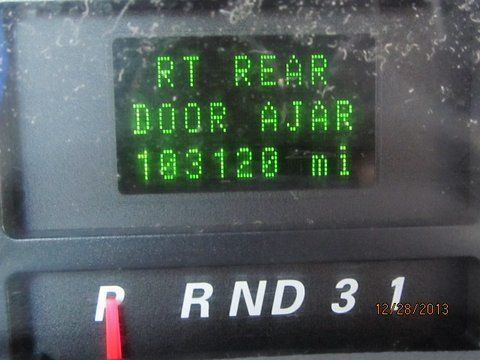 RT REAR
DOOR AJAR
103120 mi
P RND 3 1
12/28/2013